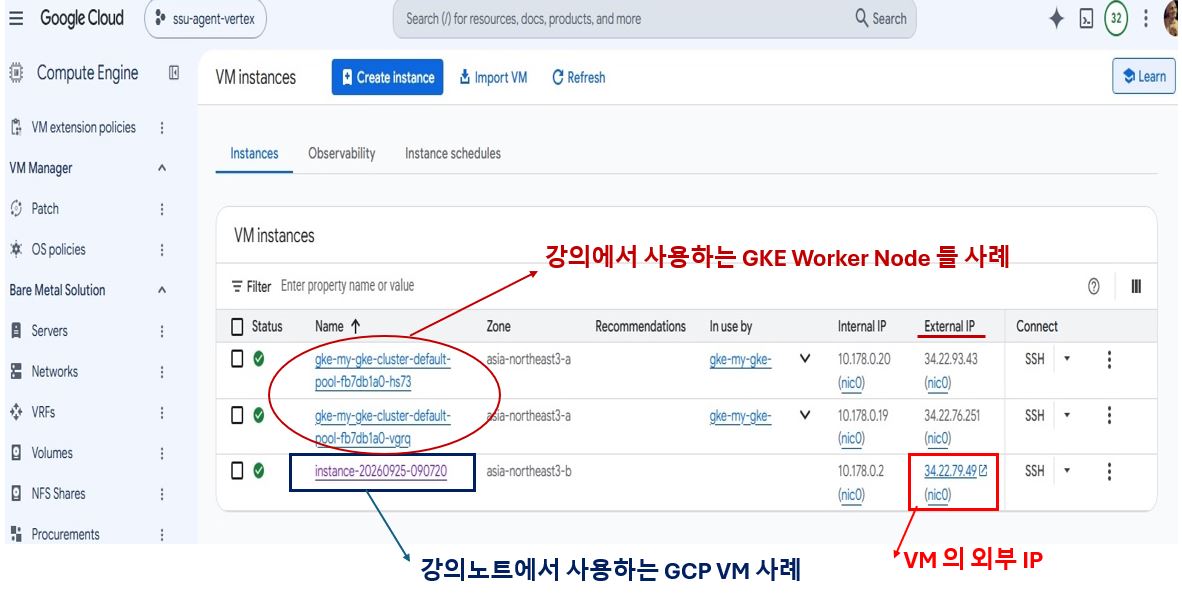 Google Cloud
ssu-agent-vertex
Search (/) for resources, docs, products, and more
Search
32
Compute Engine
VM instances
Create instance
Import VM
Refresh
Learn
VM extension policies
VM Manager
Patch
OS policies
Bare Metal Solution
Servers
Networks
VRFs
Volumes
NFS Shares
Procurements
Instances
Observability
Instance schedules
VM instances
강의에서 사용하는 GKE Worker Node 들 사례
Filter Enter property name or value
Status Name Zone Recommendations In use by Internal IP External IP Connect
gke-my-gke-cluster-default- asia-northeast3-a gke-my-gke- 10.178.0.20 34.22.93.43 SSH
pool-fb7db1a0-hs73 (nic0) (nic0)
gke-my-gke-cluster-default- asia-northeast3-a gke-my-gke- 10.178.0.19 34.22.76.251 SSH
pool-fb7db1a0-vgrg (nic0) (nic0)
instance-20260925-090720 asia-northeast3-b 10.178.0.2 34.22.79.49 SSH
(nic0) (nic0)
강의노트에서 사용하는 GCP VM 사례
VM 의 외부 IP